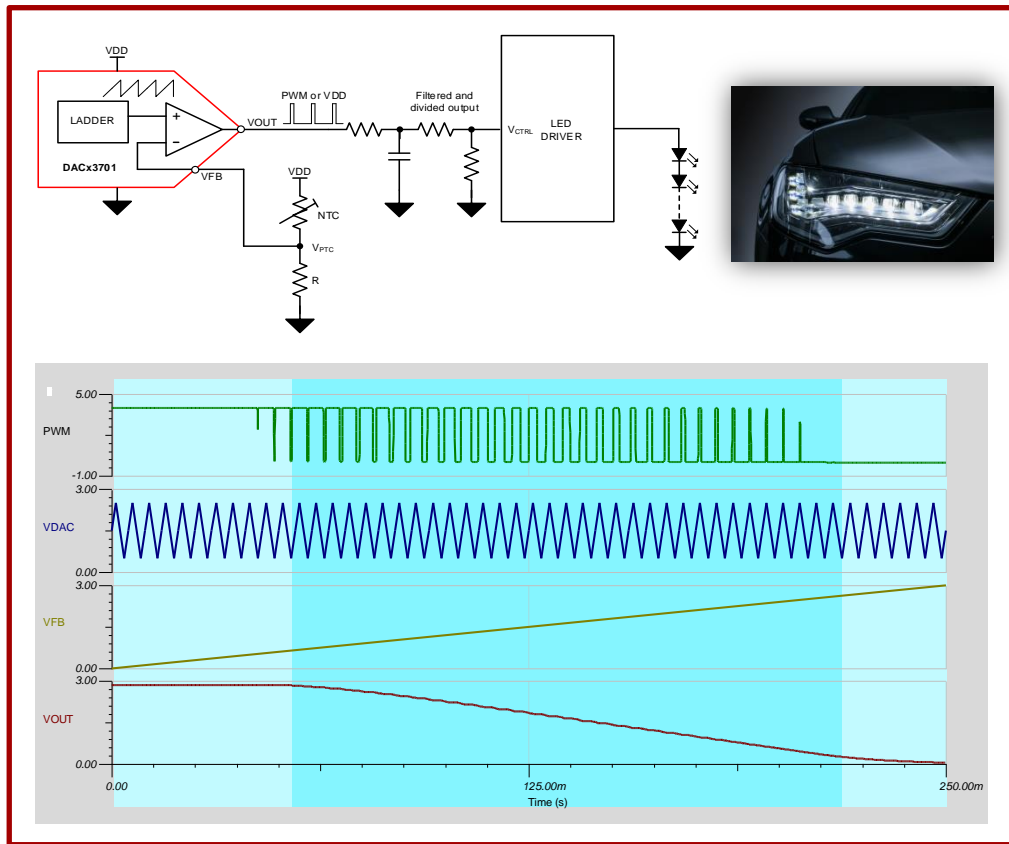 VDD
LADDER
+
−
DACx3701
VOUT
VFB
PWM or VDD
Filtered and
divided output
VCTRL
LED
DRIVER
VDD
NTC
VPTC
R
5.00
PWM
-1.00
3.00
VDAC
0.00
3.00
VFB
0.00
3.00
VOUT
0.00
0.00
125.00m
250.00m
Time (s)